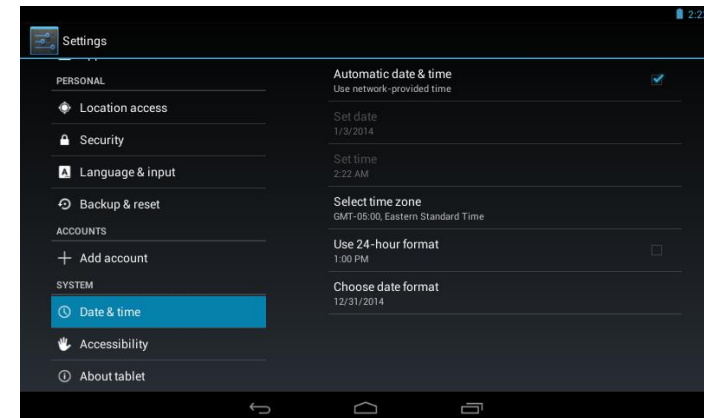 Settings
PERSONAL
Location access
Security
Language & input
Backup & reset
ACCOUNTS
Add account
SYSTEM
Date & time
Accessibility
About tablet
Automatic date & time
Use network-provided time
Set date
1/3/2014
Set time
2:22 AM
Select time zone
GMT-05:00, Eastern Standard Time
Use 24-hour format
1:00 PM
Choose date format
12/31/2014